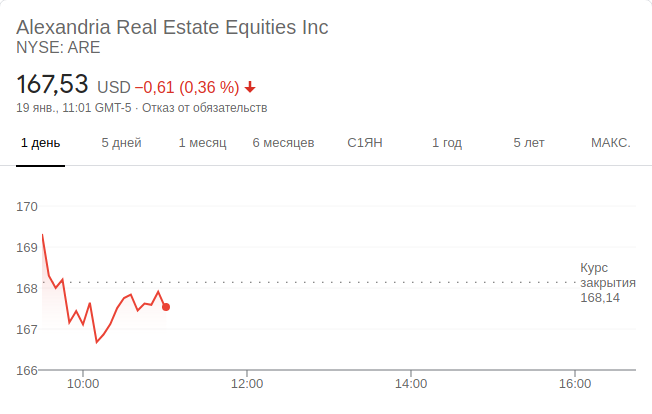 Alexandria Real Estate Equities Inc
NYSE: ARE
167,53 USD −0,61 (0,36 %)
19 янв., 11:01 GMT-5 · Отказ от обязательств
1 день 5 дней 1 месяц 6 месяцев С1ЯН 1 год 5 лет МАКС.
170
169
Курс
168 закрытия
168,14
167
166
10:00 12:00 14:00 16:00